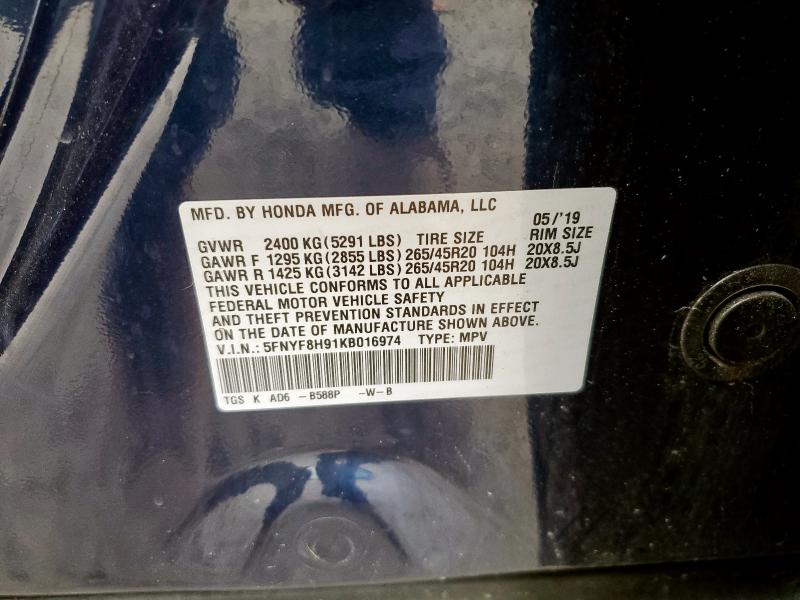 MFD. BY HONDA MFG. OF ALABAMA, LLC 05/'19
GVWR 2400 KG (5291 LBS) TIRE SIZE RIM SIZE
GAWR F 1295 KG (2855 LBS) 265/45R20 104H 20X8.5J
GAWR R 1425 KG (3142 LBS) 265/45R20 104H 20X8.5J
THIS VEHICLE CONFORMS TO ALL APPLICABLE
FEDERAL MOTOR VEHICLE SAFETY
AND THEFT PREVENTION STANDARDS IN EFFECT
ON THE DATE OF MANUFACTURE SHOWN ABOVE.
V.I.N.: 5FNYF8H91KB016974 TYPE: MPV
TGS K AD6 -B588P -W-B